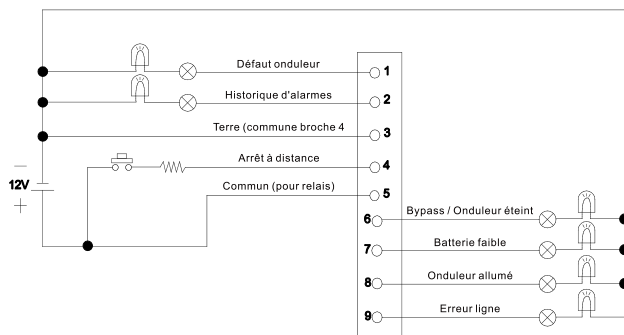 Défaut onduleur
1
Historique d'alarmes
2
Terre (commune broche 4
3
Arrêt à distance
4
Commun (pour relais)
5
12V
6
Bypass / Onduleur éteint
7
Batterie faible
8
Onduleur allumé
9
Erreur ligne